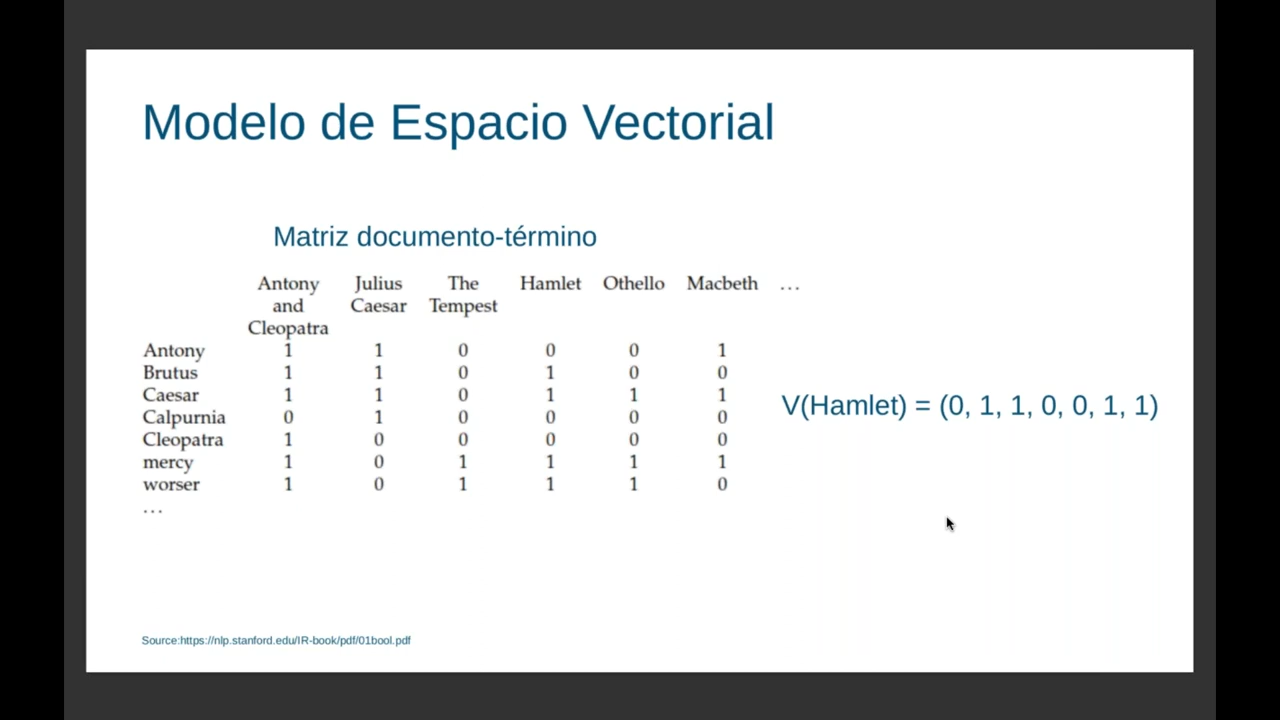 Modelo de Espacio Vectorial
Matriz documento-término
Antony Julius The Hamlet Othello Macbeth ...
and Caesar Tempest
Cleopatra
Antony 1 1 0 0 0 1
Brutus 1 1 0 1 0 0
Caesar 1 1 0 1 1 1
Calpurnia 0 1 0 0 0 0
Cleopatra 1 0 0 0 0 0
mercy 1 0 1 1 1 1
worser 1 0 1 1 1 0
...
V(Hamlet) = (0, 1, 1, 0, 0, 1, 1)
Source:https://nlp.stanford.edu/IR-book/pdf/01bool.pdf